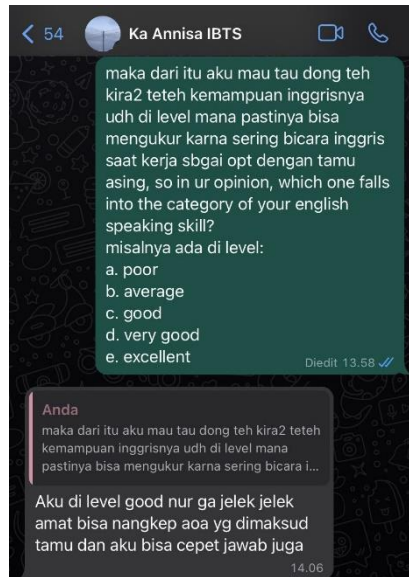 54
Ka Annisa IBTS
maka dari itu aku mau tau dong teh
kira2 teteh kemampuan inggrisnya
udh di level mana pastinya bisa
mengukur karna sering bicara inggris
saat kerja sbgai opt dengan tamu
asing, so in ur opinion, which one falls
into the category of your english
speaking skill?
misalnya ada di level:
a. poor
b. average
c. good
d. very good
e. excellent
Diedit 13.58
Anda
maka dari itu aku mau tau dong teh kira2 teteh
kemampuan inggrisnya udh di level mana
pastinya bisa mengukur karna sering bicara i...
Aku di level good nur ga jelek jelek
amat bisa nangkep aoa yg dimaksud
tamu dan aku bisa cepet jawab juga
14.06